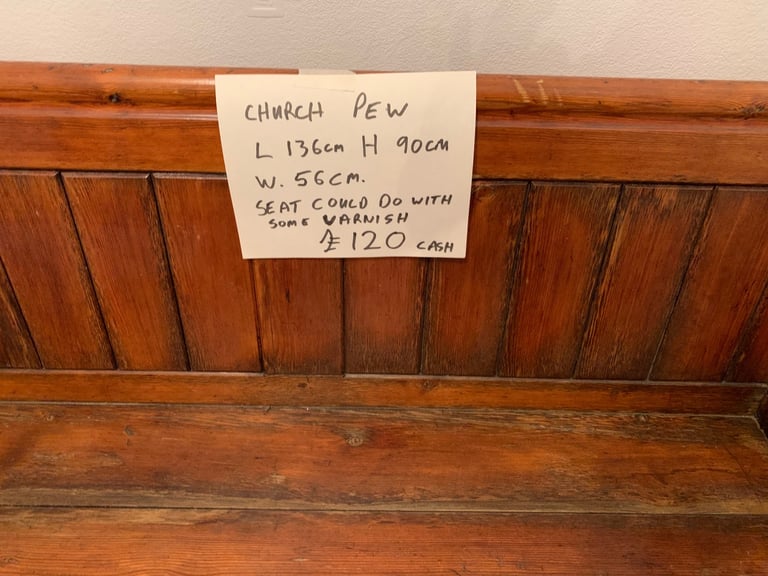 CHURCH PEW
L 136cm H 90cm
W. 56cm.
SEAT COULD DO WITH
SOME VARNISH
£120 CASH